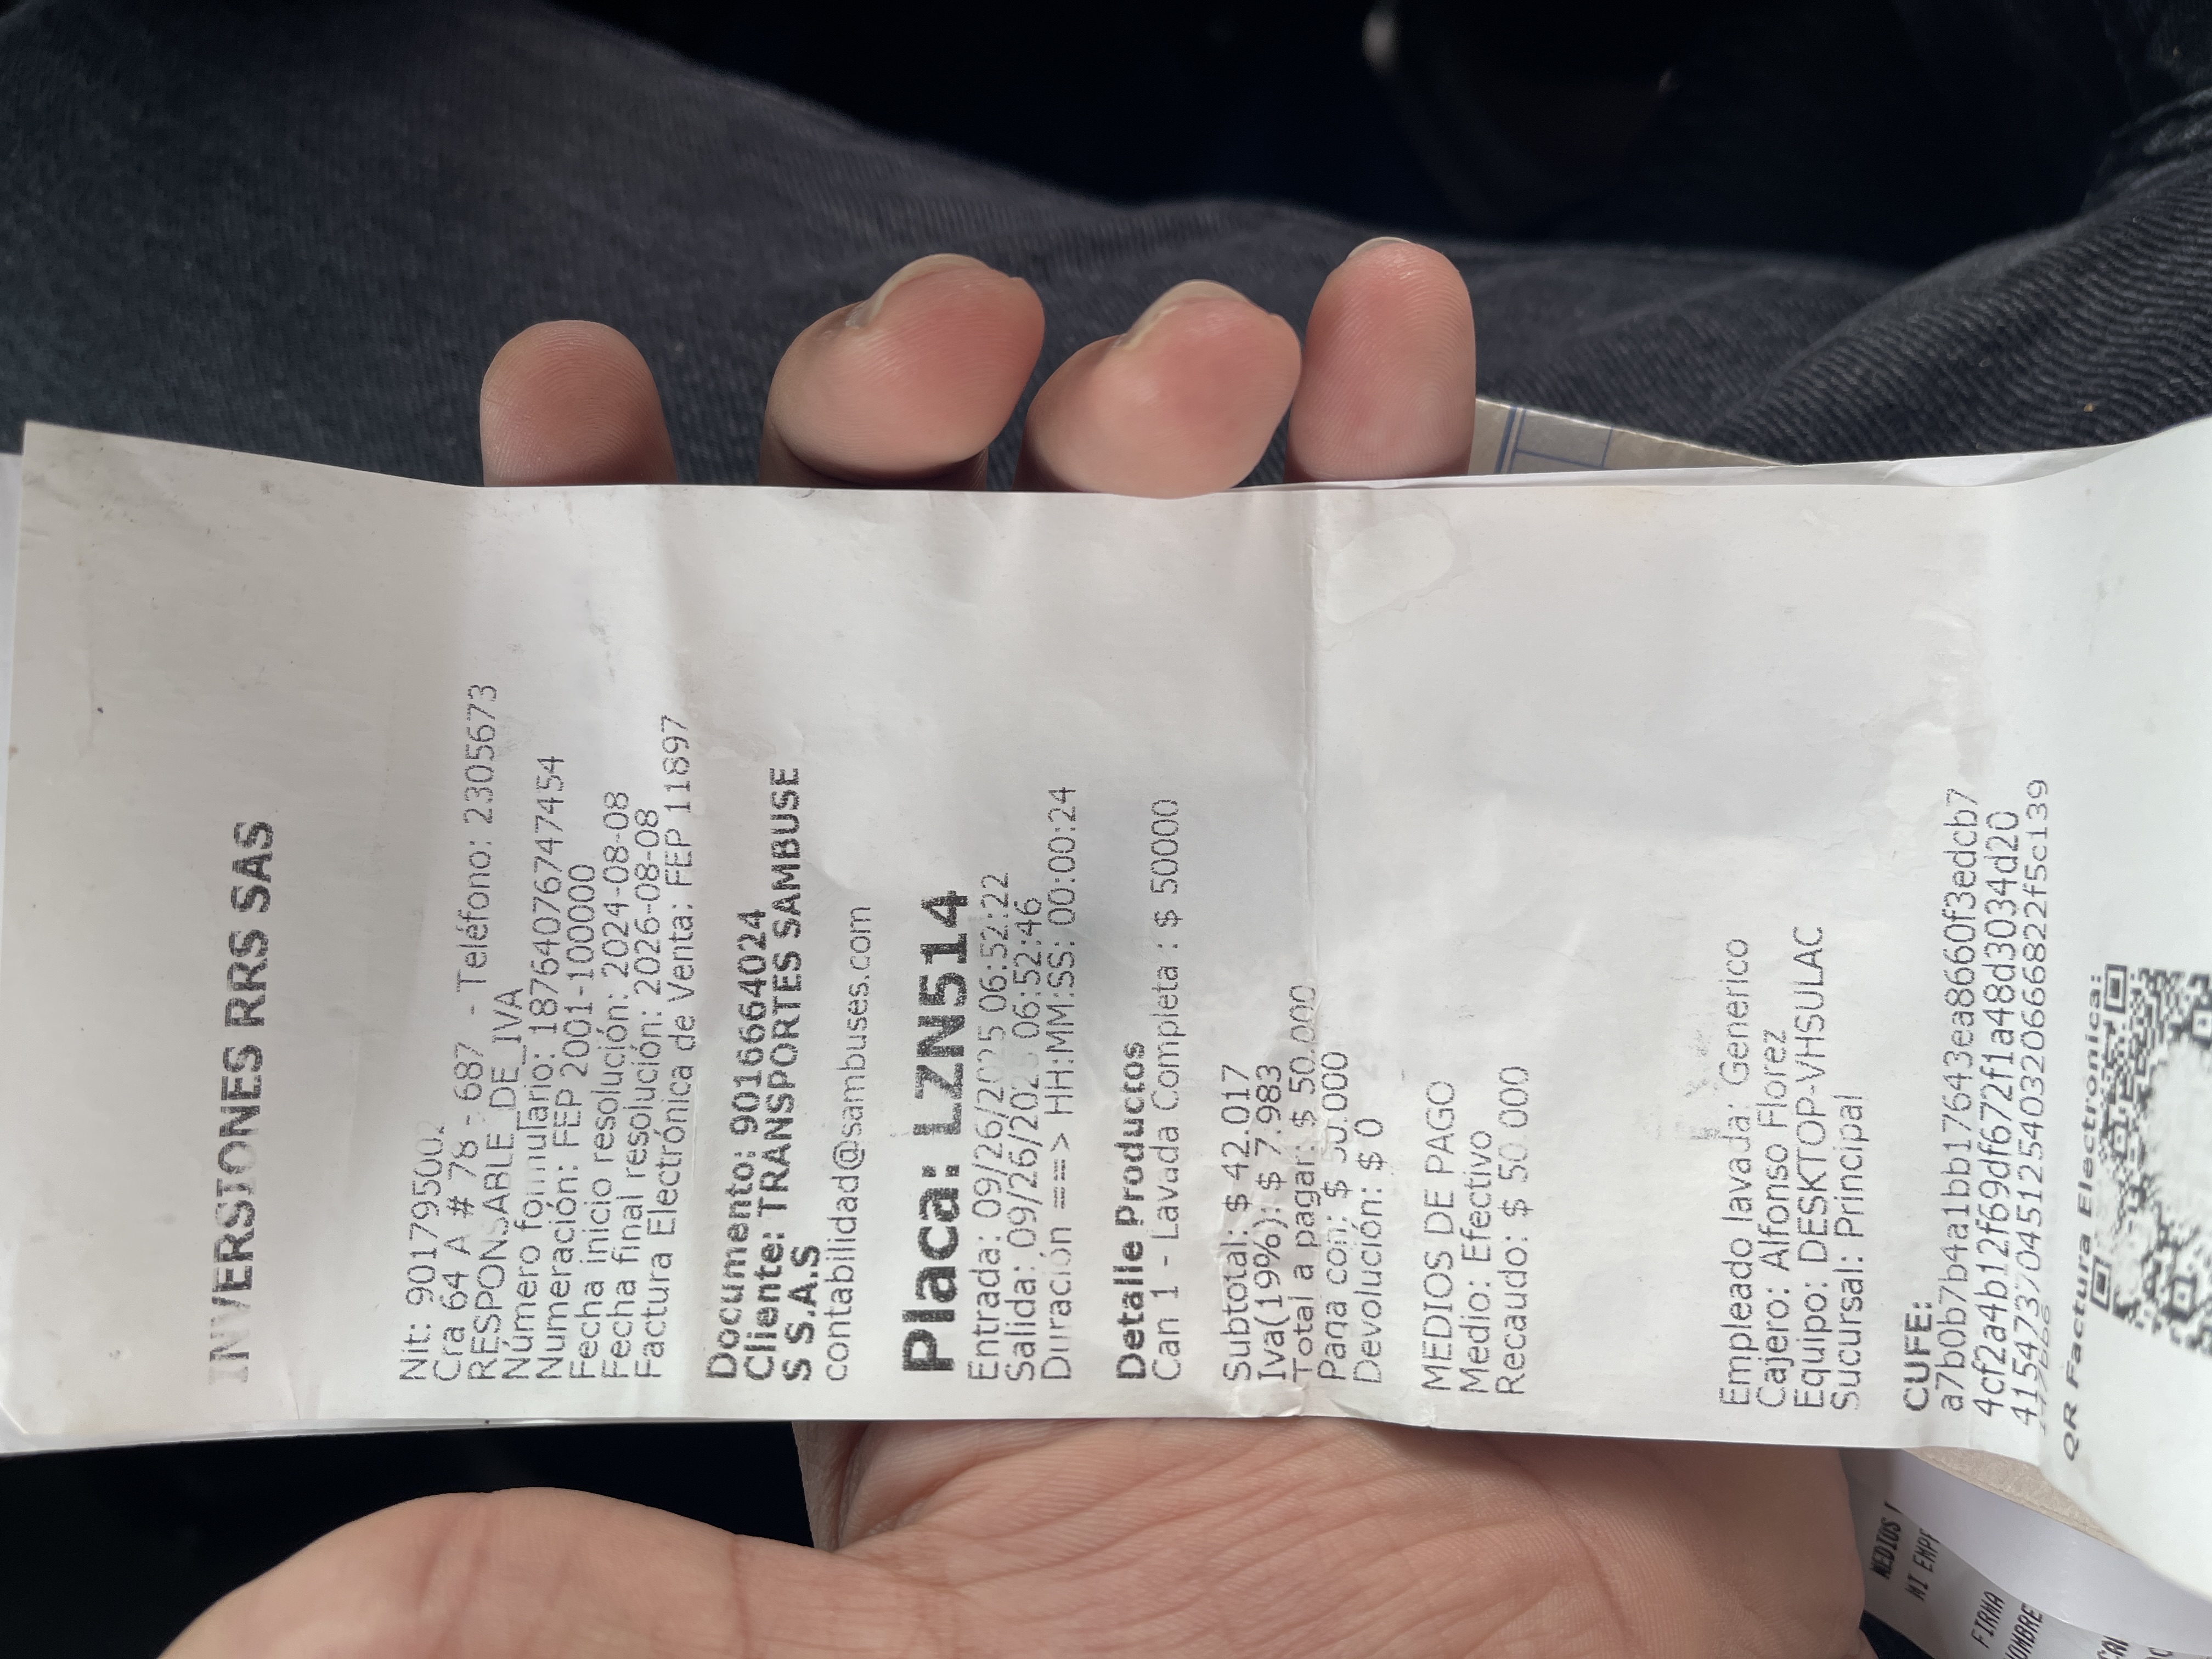 INVERSIONES RRS SAS
Nit: 901795002
Cra 64 A # 78 - 687 - Teléfono: 2305673
RESPONSABLE_DE_IVA
Número formulario: 18764076747454
Numeración: FEP 2001-100000
Fecha inicio resolución: 2024-08-08
Fecha final resolución: 2026-08-08
Factura Electrónica de Venta: FEP 11897
Documento: 901664024
Cliente: TRANSPORTES SAMBUSE
S S.A.S
contabilidad@sambuses.com
Placa: LZN514
Entrada: 09/26/2025 06:52:22
Salida: 09/26/2025 06:52:46
Duración ===> HH:MM:SS: 00:00:24
Detalle Productos
Can 1 - Lavada Completa : $ 50000
Subtotal: $ 42.017
Iva(19%): $ 7.983
Total a pagar: $ 50.000
Paga con: $ 50.000
Devolución: $ 0
MEDIOS DE PAGO
Medio: Efectivo
Recaudo: $ 50.000
Empleado lavada: Generico
Cajero: Alfonso Florez
Equipo: DESKTOP-VHSULAC
Sucursal: Principal
CUFE:
a7b0b7b4a1bb17643ea8660f3edcb7
4cf2a4b12f69df672f1a48d3034d20
415473704512540320666822f5c139
QR Factura Electronica:
MEDIOS
MI EMPR
FIRMA